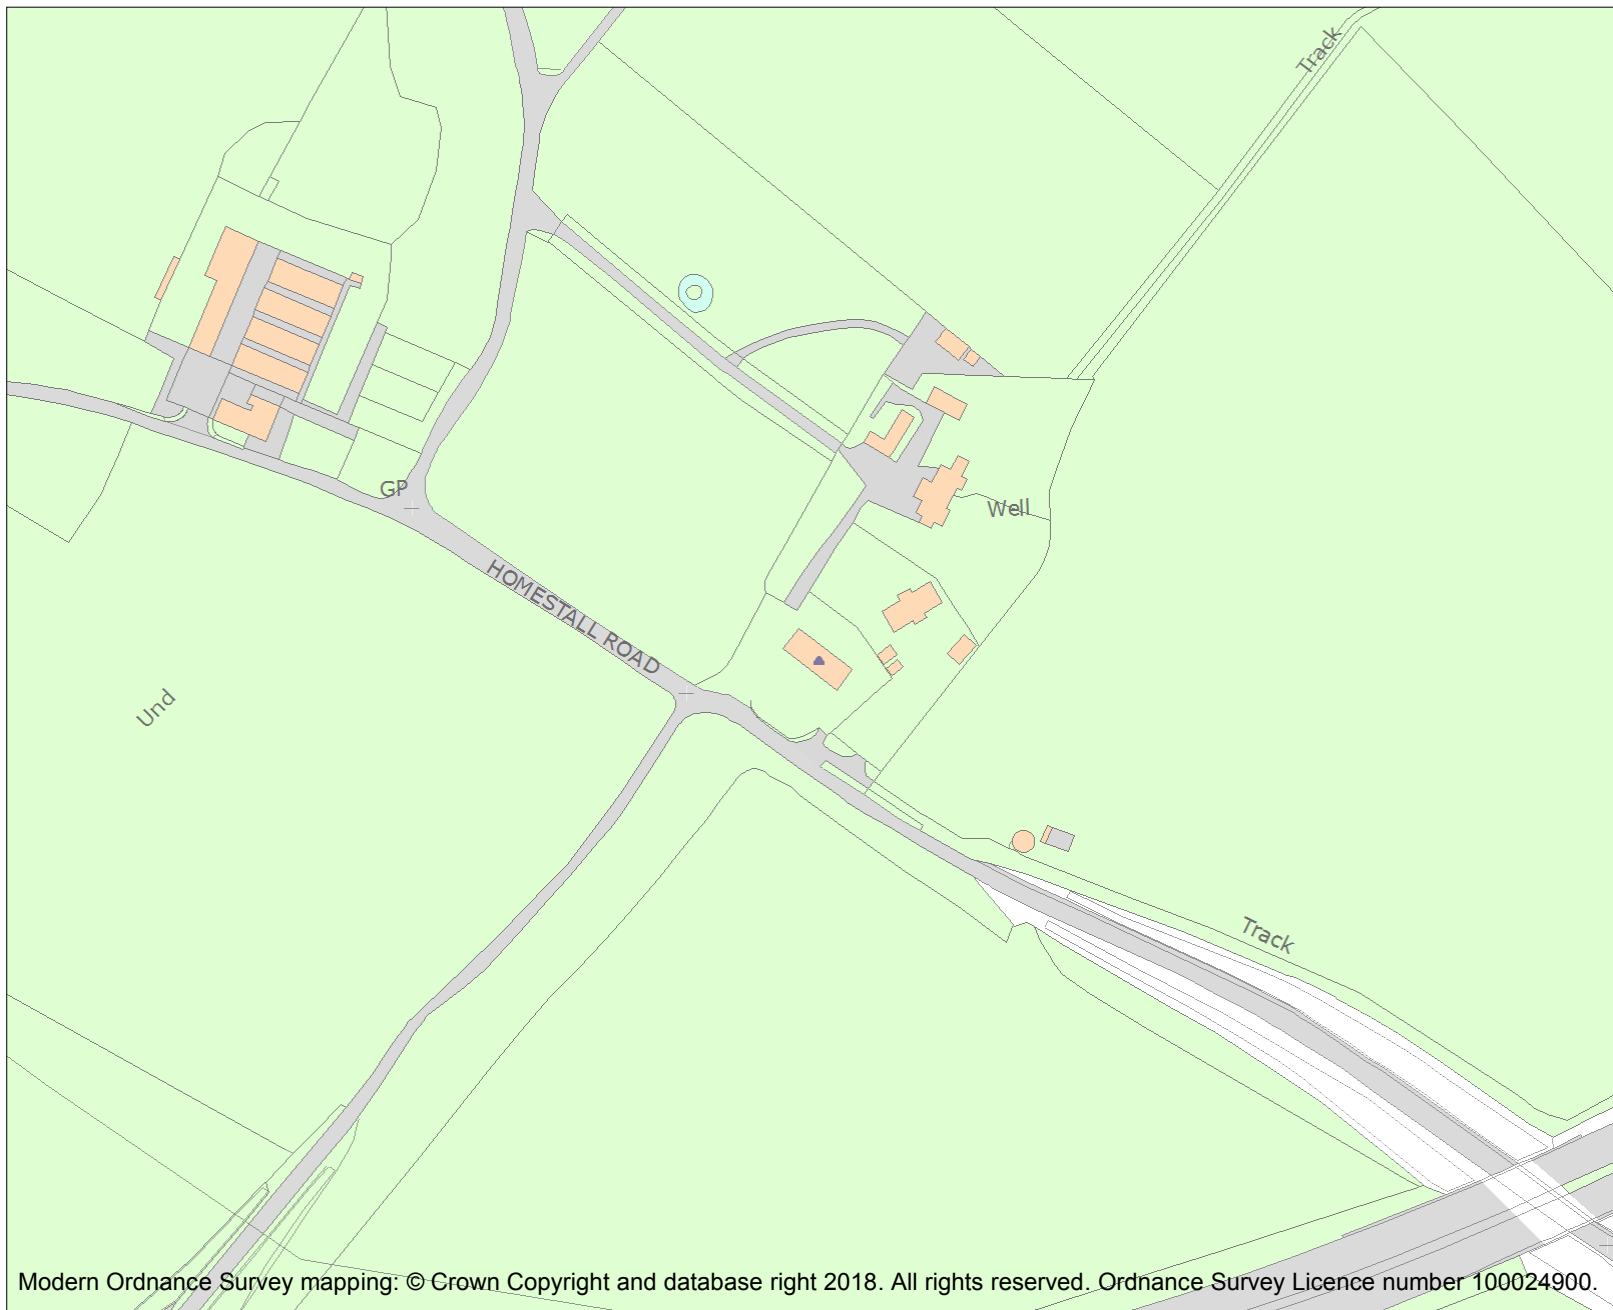 Track
GP
Well
HOMESTALL ROAD
Und
Track
Modern Ordnance Survey mapping: © Crown Copyright and database right 2018. All rights reserved. Ordnance Survey Licence number 100024900.